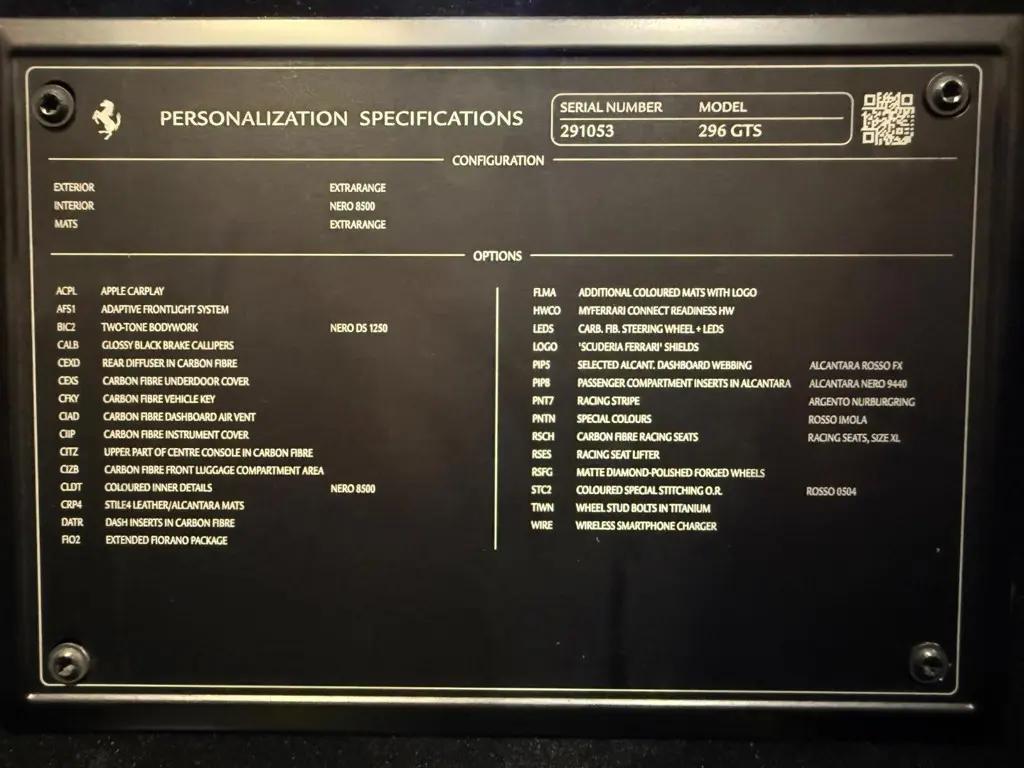 PERSONALIZATION SPECIFICATIONS
SERIAL NUMBER MODEL
291053 296 GTS
CONFIGURATION
EXTERIOR EXTRARANGE
INTERIOR NERO 8500
MATS EXTRARANGE
OPTIONS
ACPL APPLE CARPLAY
AFS1 ADAPTIVE FRONTLIGHT SYSTEM
BIC2 TWO-TONE BODYWORK NERO DS 1250
CALB GLOSSY BLACK BRAKE CALLIPERS
CEXD REAR DIFFUSER IN CARBON FIBRE
CEXS CARBON FIBRE UNDERDOOR COVER
CFKY CARBON FIBRE VEHICLE KEY
CIAD CARBON FIBRE DASHBOARD AIR VENT
CIIP CARBON FIBRE INSTRUMENT COVER
CITZ UPPER PART OF CENTRE CONSOLE IN CARBON FIBRE
CIZB CARBON FIBRE FRONT LUGGAGE COMPARTMENT AREA
CLDT COLOURED INNER DETAILS NERO 8500
CRP4 STILE4 LEATHER/ALCANTARA MATS
DATR DASH INSERTS IN CARBON FIBRE
FIO2 EXTENDED FIORANO PACKAGE
FLMA ADDITIONAL COLOURED MATS WITH LOGO
HWCO MYFERRARI CONNECT READINESS HW
LEDS CARB. FIB. STEERING WHEEL + LEDS
LOGO 'SCUDERIA FERRARI' SHIELDS
PIP5 SELECTED ALCANT. DASHBOARD WEBBING ALCANTARA ROSSO FX
PIP8 PASSENGER COMPARTMENT INSERTS IN ALCANTARA ALCANTARA NERO 9440
PNT7 RACING STRIPE ARGENTO NURBURGRING
PNTN SPECIAL COLOURS ROSSO IMOLA
RSCH CARBON FIBRE RACING SEATS RACING SEATS, SIZE XL
RSES RACING SEAT LIFTER
RSFG MATTE DIAMOND-POLISHED FORGED WHEELS
STC2 COLOURED SPECIAL STITCHING O.R. ROSSO 0504
TIWN WHEEL STUD BOLTS IN TITANIUM
WIRE WIRELESS SMARTPHONE CHARGER